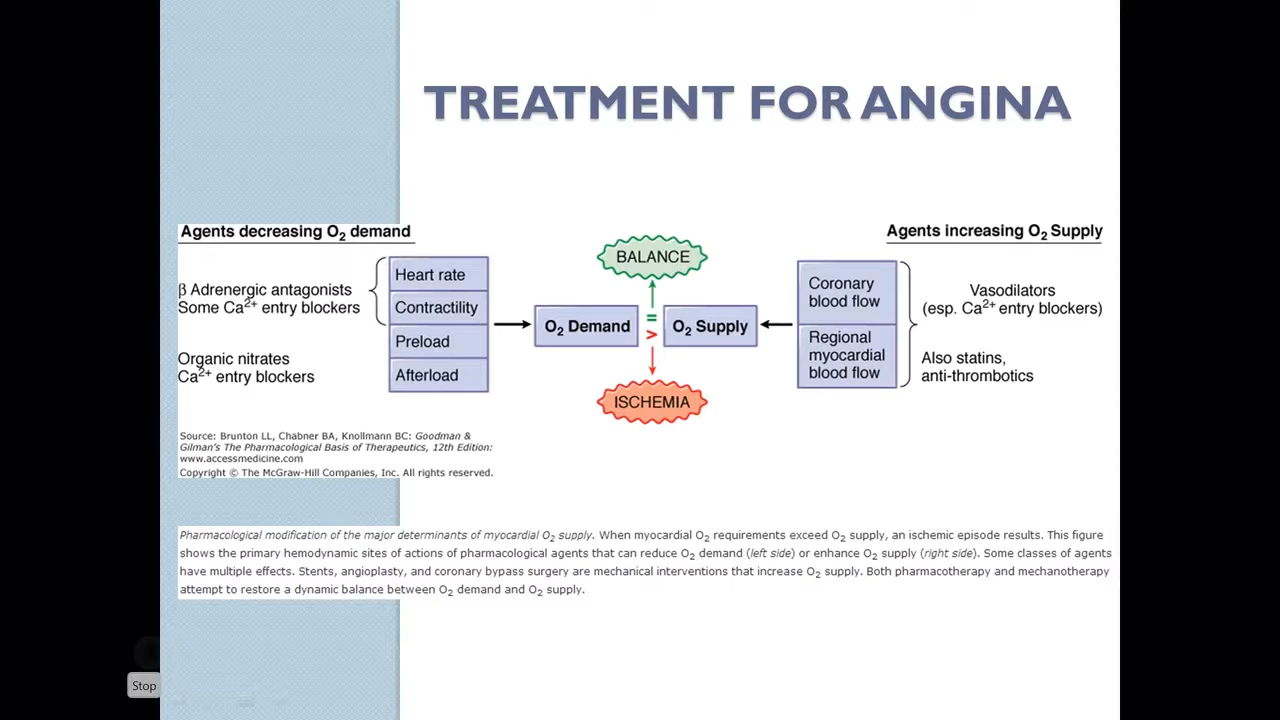 TREATMENT FOR ANGINA
Agents decreasing O2 demand
β Adrenergic antagonists
Some Ca2+ entry blockers
Organic nitrates
Ca2+ entry blockers
Heart rate
Contractility
Preload
Afterload
O2 Demand
BALANCE
=
>
ISCHEMIA
O2 Supply
Agents increasing O2 Supply
Coronary
blood flow
Regional
myocardial
blood flow
Vasodilators
(esp. Ca2+ entry blockers)
Also statins,
anti-thrombotics
Source: Brunton LL, Chabner BA, Knollmann BC: Goodman &
Gilman's The Pharmacological Basis of Therapeutics, 12th Edition:
www.accessmedicine.com
Copyright © The McGraw-Hill Companies, Inc. All rights reserved.
Pharmacological modification of the major determinants of myocardial O2 supply. When myocardial O2 requirements exceed O2 supply, an ischemic episode results. This figure
shows the primary hemodynamic sites of actions of pharmacological agents that can reduce O2 demand (left side) or enhance O2 supply (right side). Some classes of agents
have multiple effects. Stents, angioplasty, and coronary bypass surgery are mechanical interventions that increase O2 supply. Both pharmacotherapy and mechanotherapy
attempt to restore a dynamic balance between O2 demand and O2 supply.
Stop